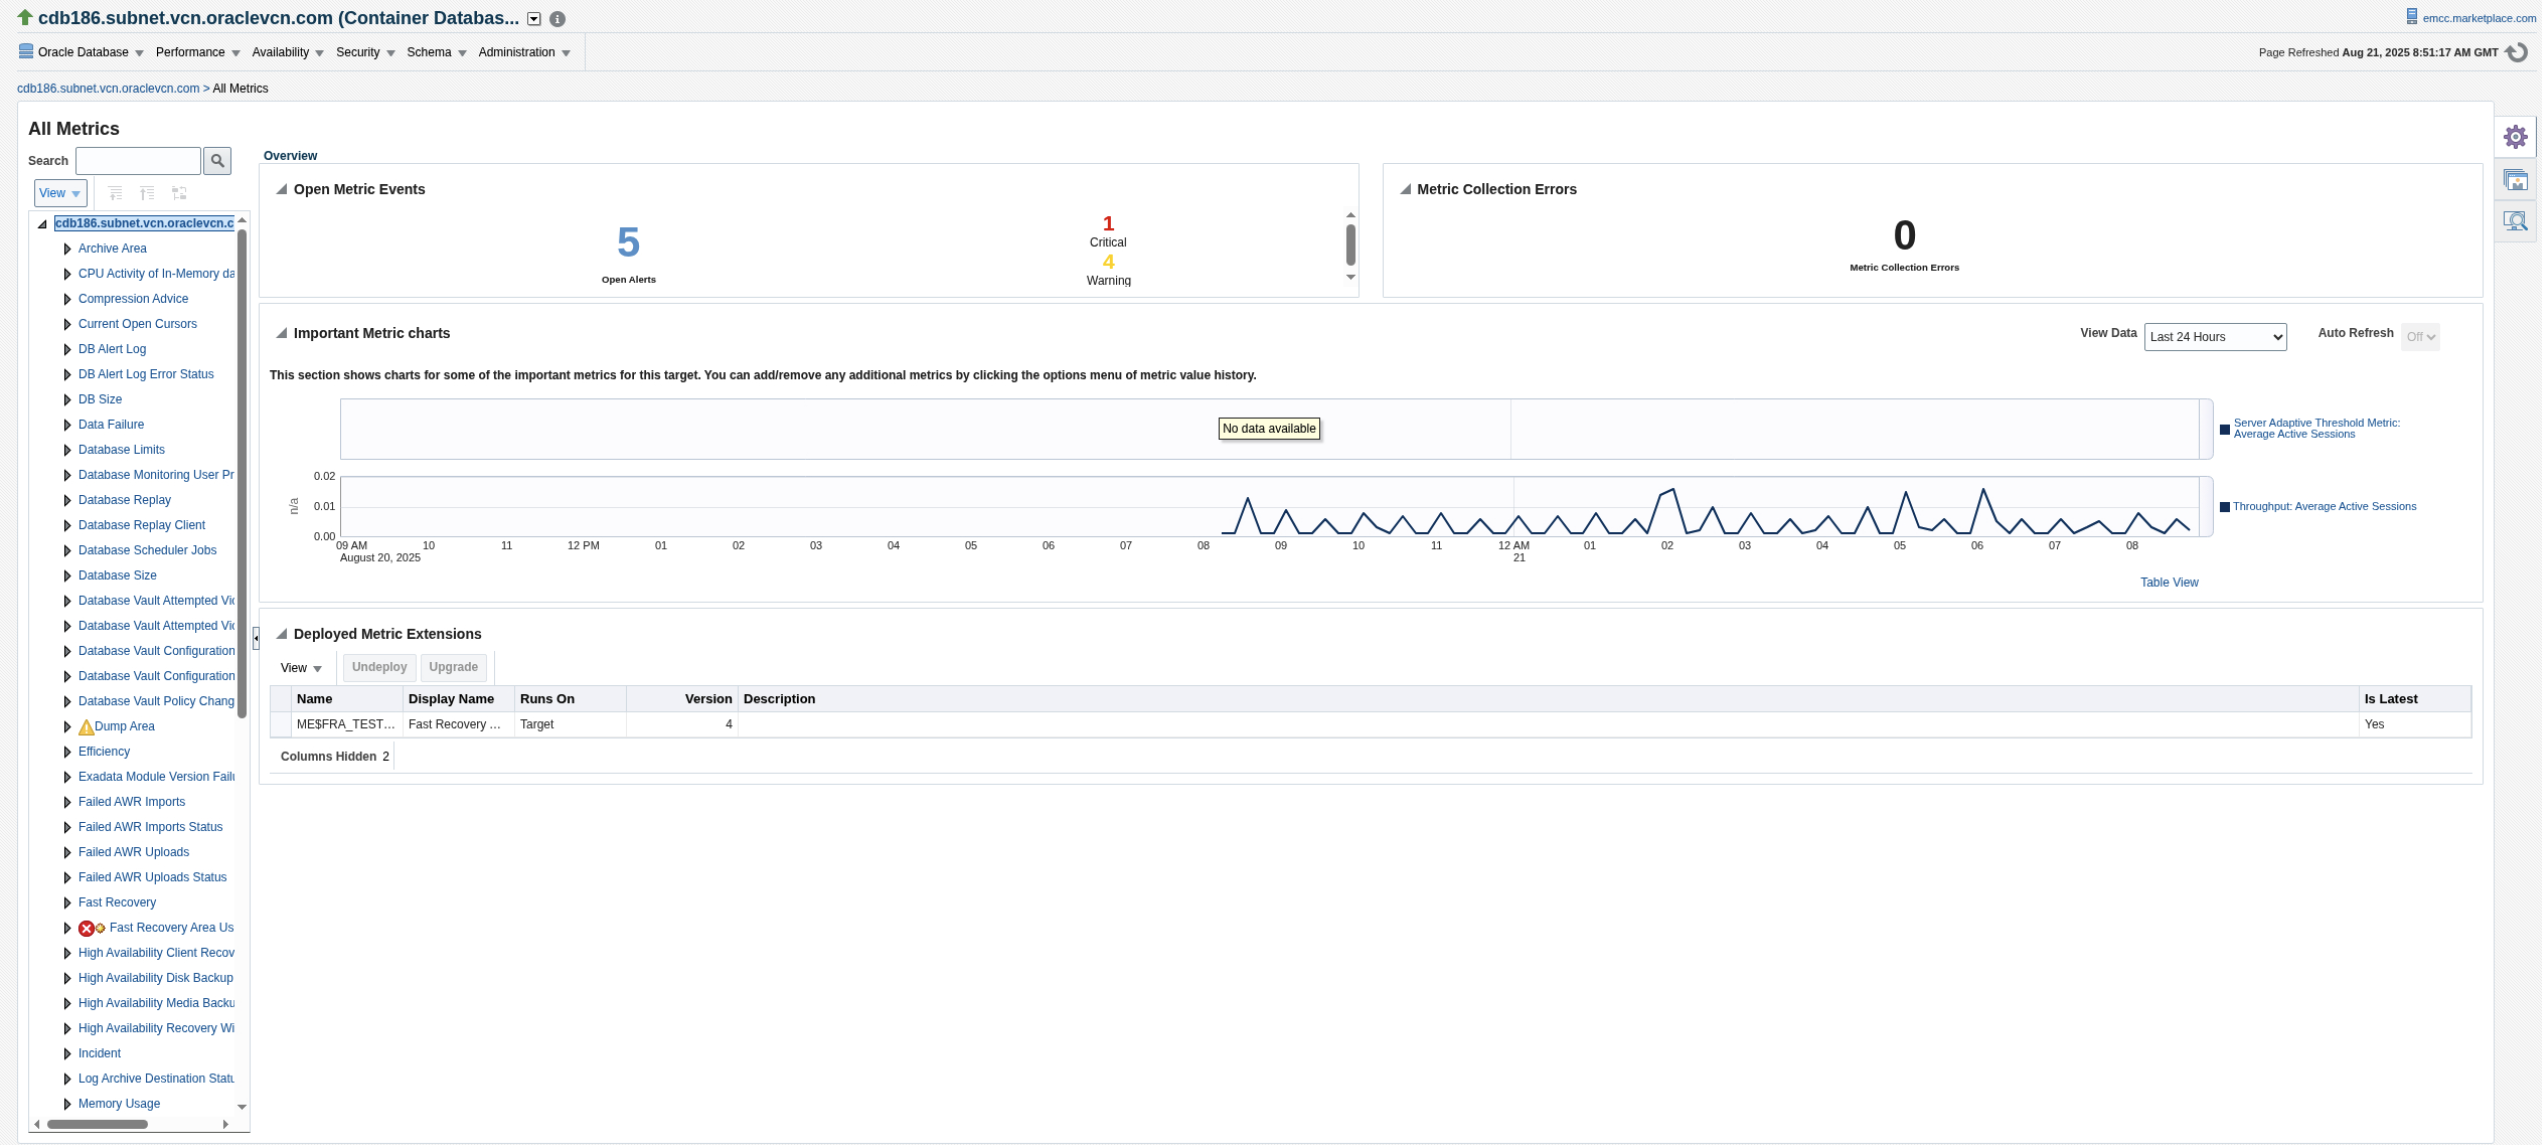 cdb186.subnet.vcn.oraclevcn.com (Container Databas...
emcc.marketplace.com
Oracle Database Performance Availability Security Schema Administration
Page Refreshed Aug 21, 2025 8:51:17 AM GMT
cdb186.subnet.vcn.oraclevcn.com > All Metrics
All Metrics
Search
View
cdb186.subnet.vcn.oraclevcn.c
Archive Area
CPU Activity of In-Memory da
Compression Advice
Current Open Cursors
DB Alert Log
DB Alert Log Error Status
DB Size
Data Failure
Database Limits
Database Monitoring User Pr
Database Replay
Database Replay Client
Database Scheduler Jobs
Database Size
Database Vault Attempted Vio
Database Vault Attempted Vio
Database Vault Configuration
Database Vault Configuration
Database Vault Policy Chang
Dump Area
Efficiency
Exadata Module Version Failu
Failed AWR Imports
Failed AWR Imports Status
Failed AWR Uploads
Failed AWR Uploads Status
Fast Recovery
Fast Recovery Area Us
High Availability Client Recov
High Availability Disk Backup
High Availability Media Backu
High Availability Recovery Wi
Incident
Log Archive Destination Statu
Memory Usage
Overview
Open Metric Events
5
Open Alerts
1
Critical
4
Warning
Metric Collection Errors
0
Metric Collection Errors
Important Metric charts
View Data Last 24 Hours Auto Refresh Off
This section shows charts for some of the important metrics for this target. You can add/remove any additional metrics by clicking the options menu of metric value history.
No data available
Server Adaptive Threshold Metric:
Average Active Sessions
0.02
0.01
0.00
n/a
Throughput: Average Active Sessions
09 AM 10 11 12 PM 01 02 03 04 05 06 07 08 09 10 11 12 AM 01 02 03 04 05 06 07 08
August 20, 2025 21
Table View
Deployed Metric Extensions
View Undeploy Upgrade
Name Display Name Runs On Version Description Is Latest
ME$FRA_TEST... Fast Recovery ... Target 4 Yes
Columns Hidden 2